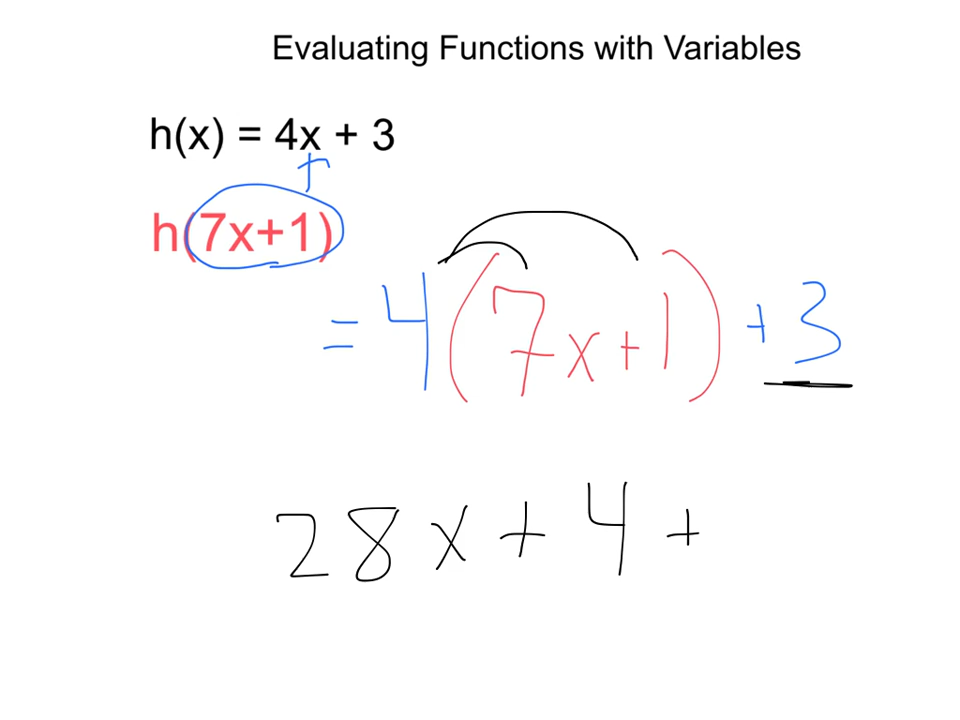 Evaluating Functions with Variables
h(x) = 4x + 3
h(7x+1)
= 4(7x+1) + 3
28x + 4 +